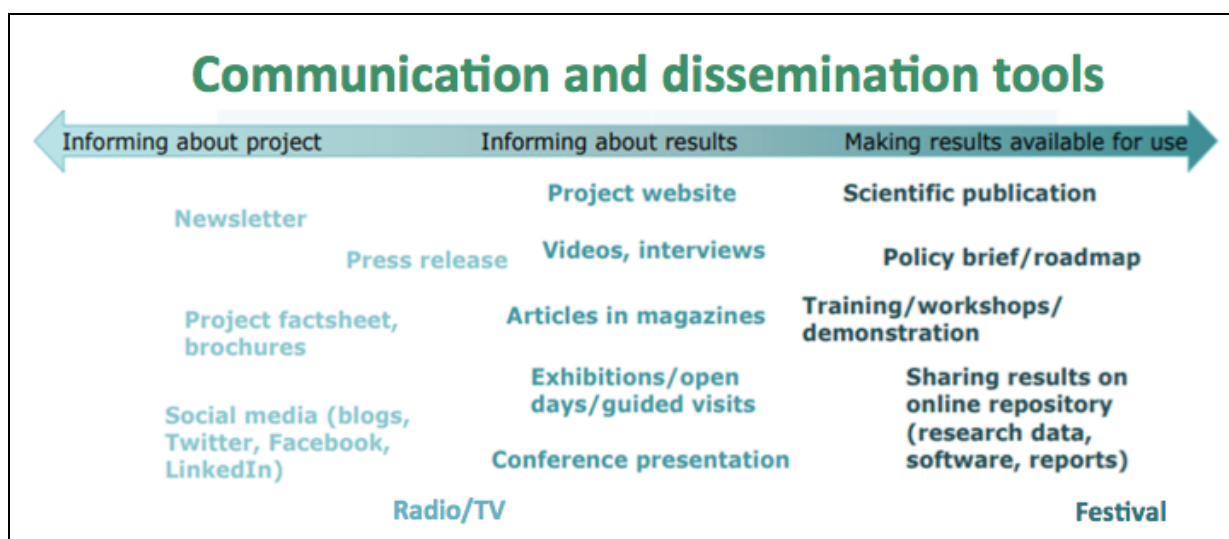 Communication and dissemination tools
Informing about project Informing about results Making results available for use
Project website Scientific publication
Newsletter
Press release Videos, interviews Policy brief/roadmap
Project factsheet,
brochures
Articles in magazines
Training/workshops/
demonstration
Exhibitions/open
days/guided visits
Sharing results on
online repository
(research data,
software, reports)
Social media (blogs,
Twitter, Facebook,
LinkedIn)
Conference presentation
Radio/TV Festival